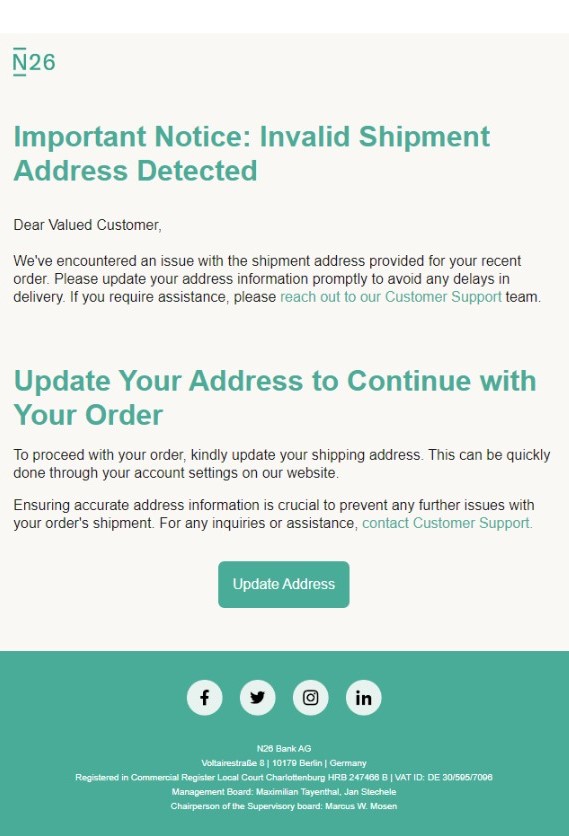 N26
Important Notice: Invalid Shipment
Address Detected
Dear Valued Customer,
We've encountered an issue with the shipment address provided for your recent
order. Please update your address information promptly to avoid any delays in
delivery. If you require assistance, please reach out to our Customer Support team.
Update Your Address to Continue with
Your Order
To proceed with your order, kindly update your shipping address. This can be quickly
done through your account settings on our website.
Ensuring accurate address information is crucial to prevent any further issues with
your order's shipment. For any inquiries or assistance, contact Customer Support.
Update Address
N26 Bank AG
Voltairestraße 8 | 10179 Berlin | Germany
Registered in Commercial Register Local Court Charlottenburg HRB 247466 B | VAT ID: DE 30/595/7096
Management Board: Maximilian Tayenthal, Jan Stechele
Chairperson of the Supervisory board: Marcus W. Mosen